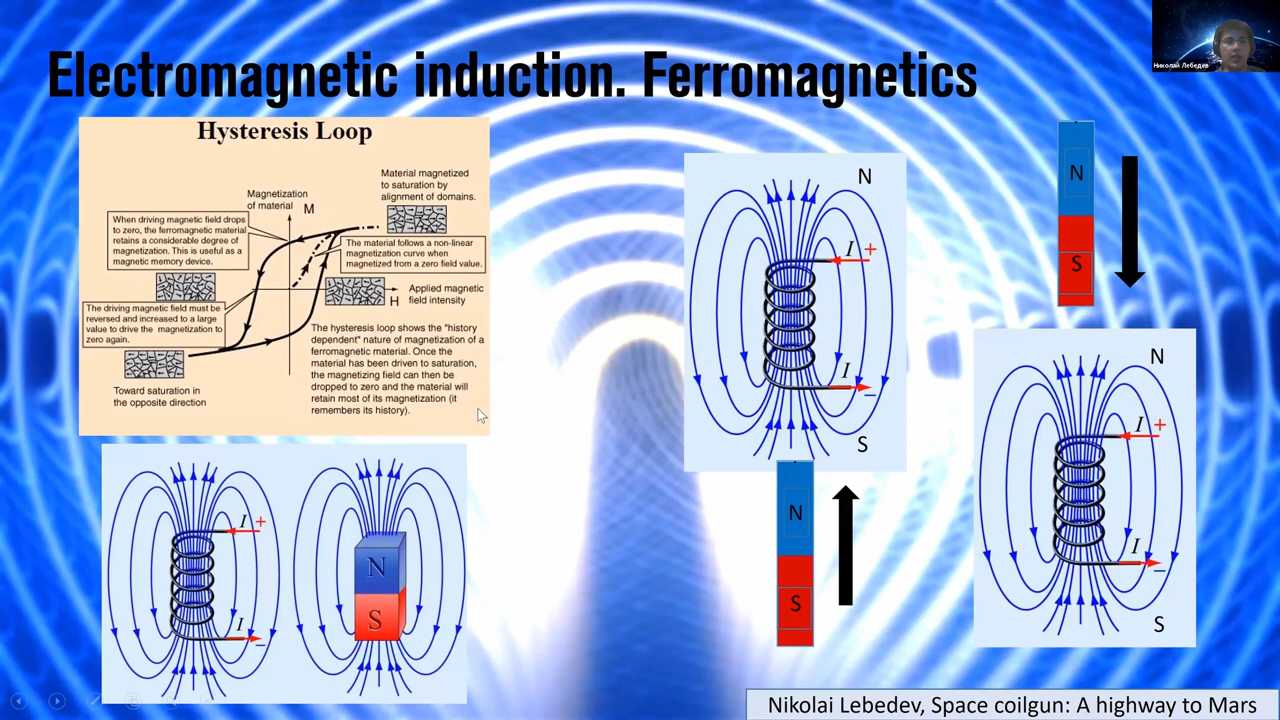 Electromagnetic induction. Ferromagnetics
Николай Лебедев
Hysteresis Loop
Material magnetized
to saturation by
alignment of domains.
Magnetization
of material
M
When driving magnetic field drops
to zero, the ferromagnetic material
retains a considerable degree of
magnetization. This is useful as a
magnetic memory device.
The material follows a non-linear
magnetization curve when
magnetized from a zero field value.
Applied magnetic
field intensity
H
The driving magnetic field must be
reversed and increased to a large
value to drive the magnetization to
zero again.
The hysteresis loop shows the "history
dependent" nature of magnetization of a
ferromagnetic material. Once the
material has been driven to saturation,
the magnetizing field can then be
dropped to zero and the material will
retain most of its magnetization (it
remembers its history).
Toward saturation in
the opposite direction
I +
I −
N
S
N
I +
I −
S
N
S
N
S
N
I +
I −
S
Nikolai Lebedev, Space coilgun: A highway to Mars